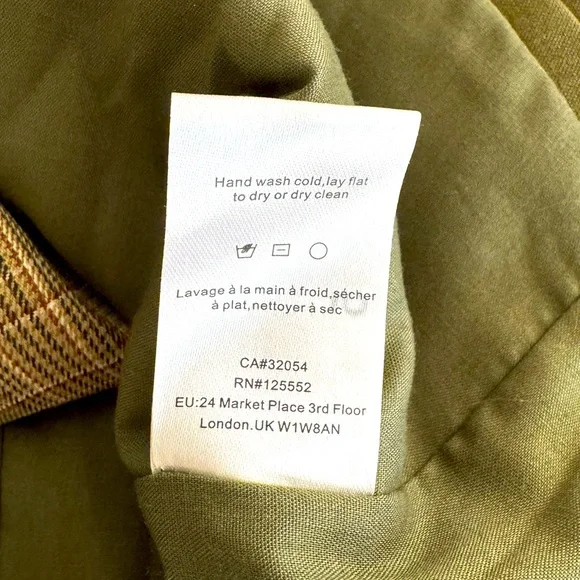 Hand wash cold,lay flat
to dry or dry clean
Lavage à la main à froid,sécher
à plat,nettoyer à sec
CA#32054
RN#125552
EU:24 Market Place 3rd Floor
London.UK W1W8AN